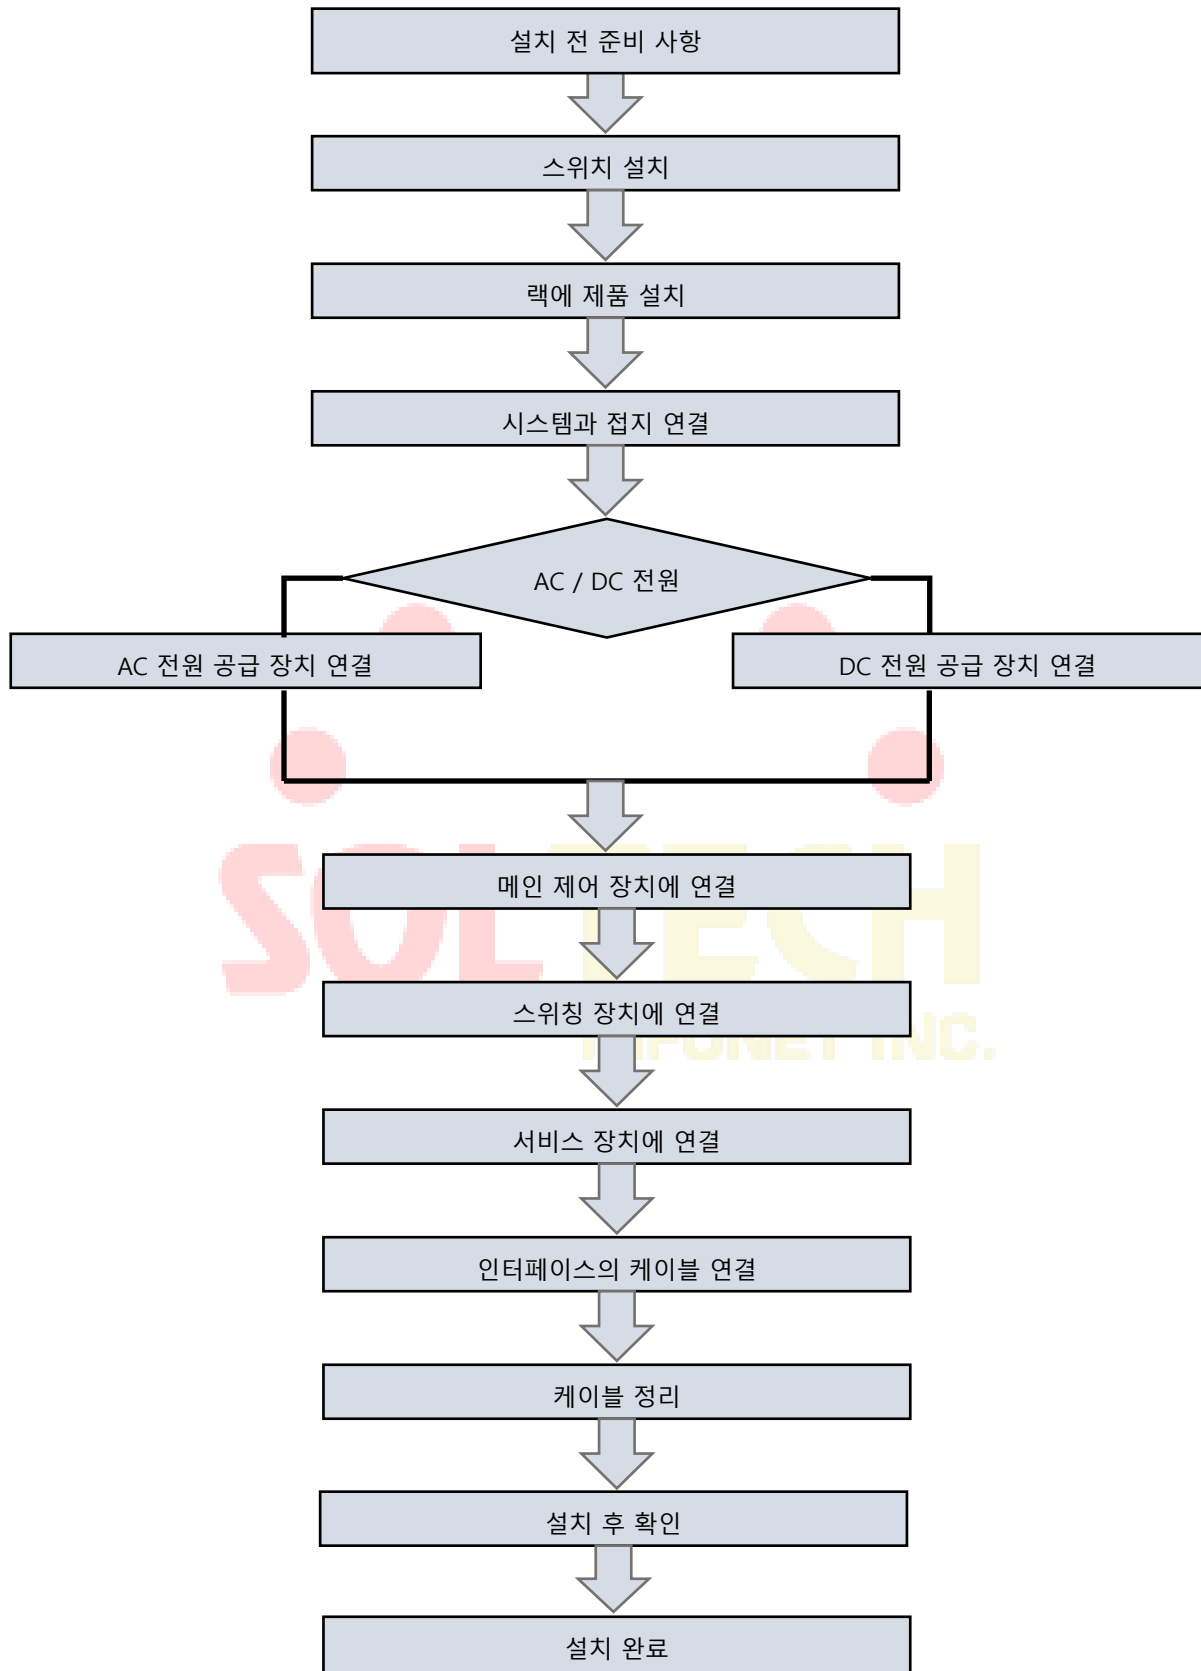 설치 전 준비 사항
스위치 설치
랙에 제품 설치
시스템과 접지 연결
AC / DC 전원
AC 전원 공급 장치 연결
DC 전원 공급 장치 연결
메인 제어 장치에 연결
SOLTECH
스위칭 장치에 연결
INFONET INC.
서비스 장치에 연결
인터페이스의 케이블 연결
케이블 정리
설치 후 확인
설치 완료